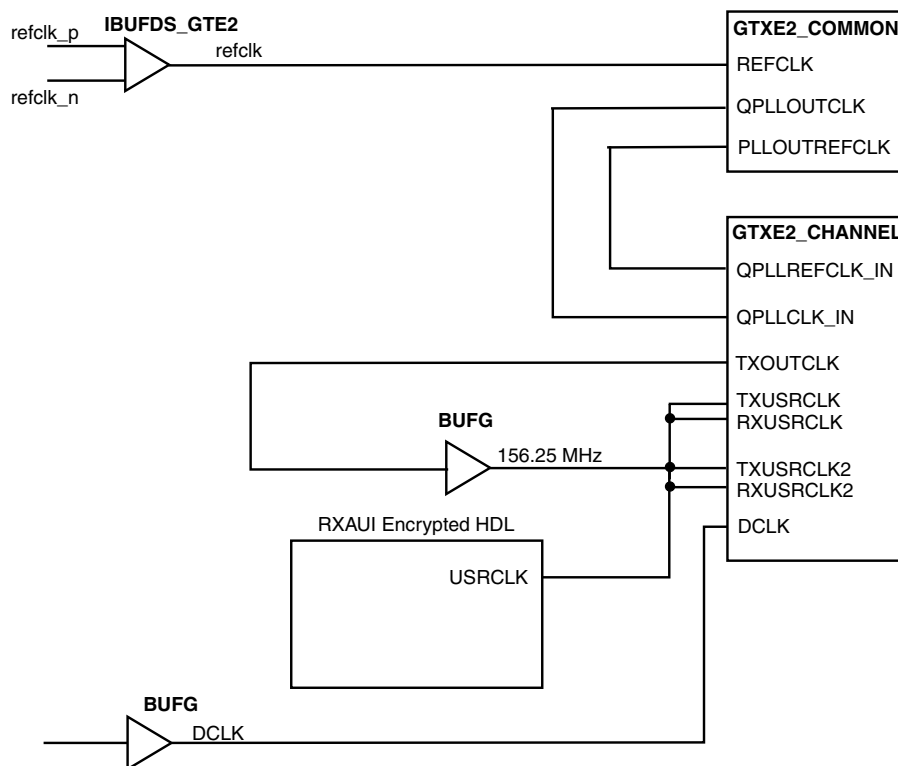 IBUFDS_GTE2
refclk_p
refclk
refclk_n
GTXE2_COMMON
REFCLK
QPLLOUTCLK
PLLOUTREFCLK
GTXE2_CHANNEL
QPLLREFCLK_IN
QPLLCLK_IN
TXOUTCLK
TXUSRCLK
RXUSRCLK
BUFG
156.25 MHz
TXUSRCLK2
RXUSRCLK2
DCLK
RXAUI Encrypted HDL
USRCLK
BUFG
DCLK